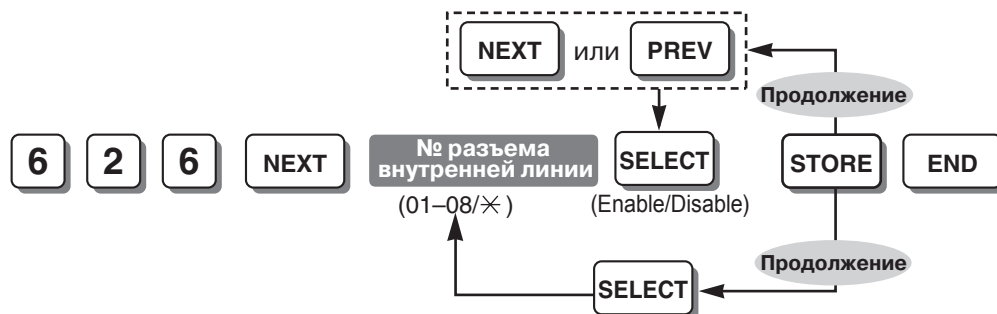 NEXT или PREV
Продолжение
6 2 6 NEXT № разъема внутренней линии SELECT STORE END
(01–08/✳) (Enable/Disable)
Продолжение
SELECT